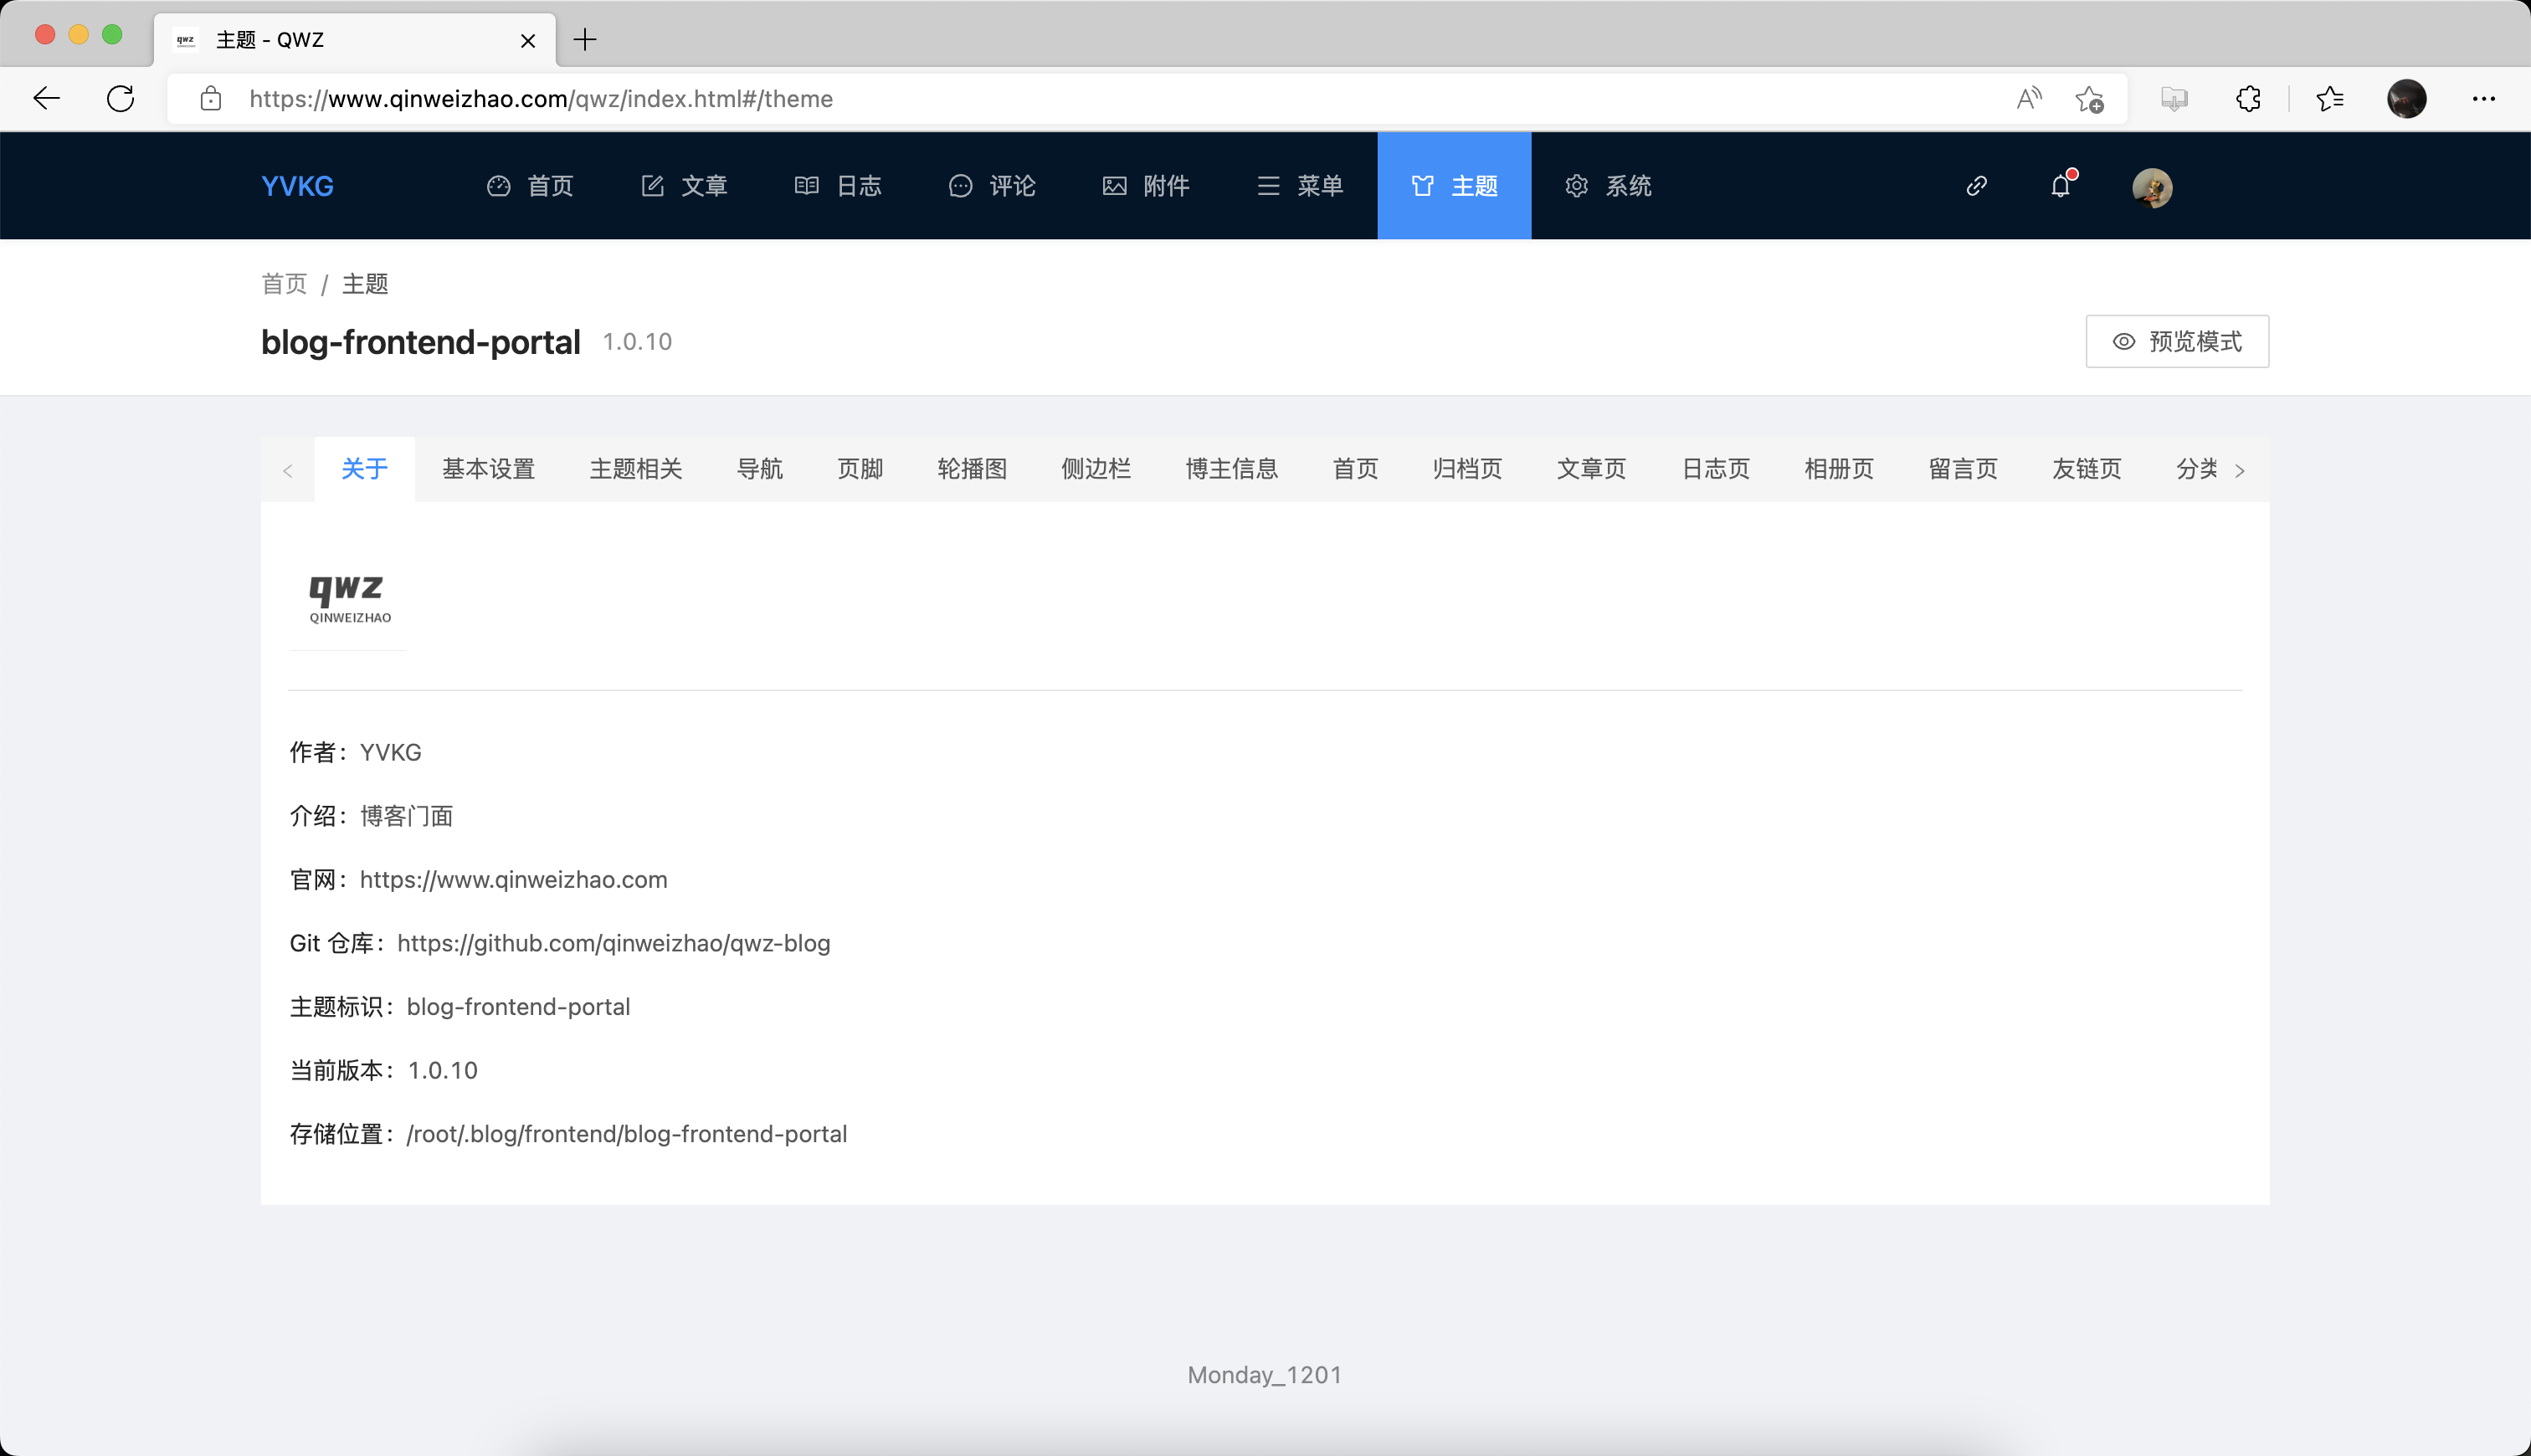 主题 - QWZ
https://www.qinweizhao.com/qwz/index.html#/theme
YVKG 首页 文章 日志 评论 附件 菜单 主题 系统
首页 / 主题
blog-frontend-portal 1.0.10 预览模式
关于 基本设置 主题相关 导航 页脚 轮播图 侧边栏 博主信息 首页 归档页 文章页 日志页 相册页 留言页 友链页 分类
qwz
QINWEIZHAO
作者：YVKG
介绍：博客门面
官网：https://www.qinweizhao.com
Git 仓库：https://github.com/qinweizhao/qwz-blog
主题标识：blog-frontend-portal
当前版本：1.0.10
存储位置：/root/.blog/frontend/blog-frontend-portal
Monday_1201